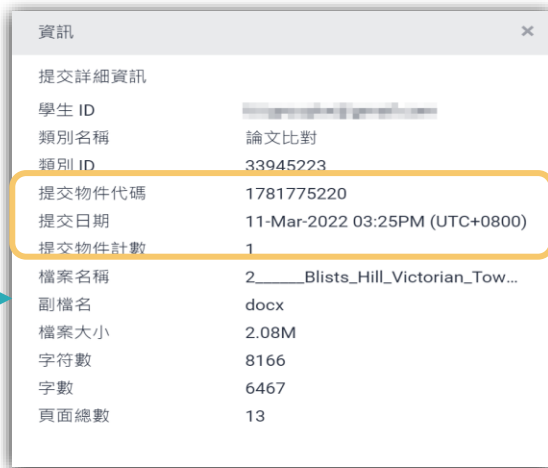 資訊 ×
提交詳細資訊
學生 ID
類別名稱 論文比對
類別 ID 33945223
提交物件代碼 1781775220
提交日期 11-Mar-2022 03:25PM (UTC+0800)
提交物件計數 1
檔案名稱 2______Blists_Hill_Victorian_Tow...
副檔名 docx
檔案大小 2.08M
字符數 8166
字數 6467
頁面總數 13